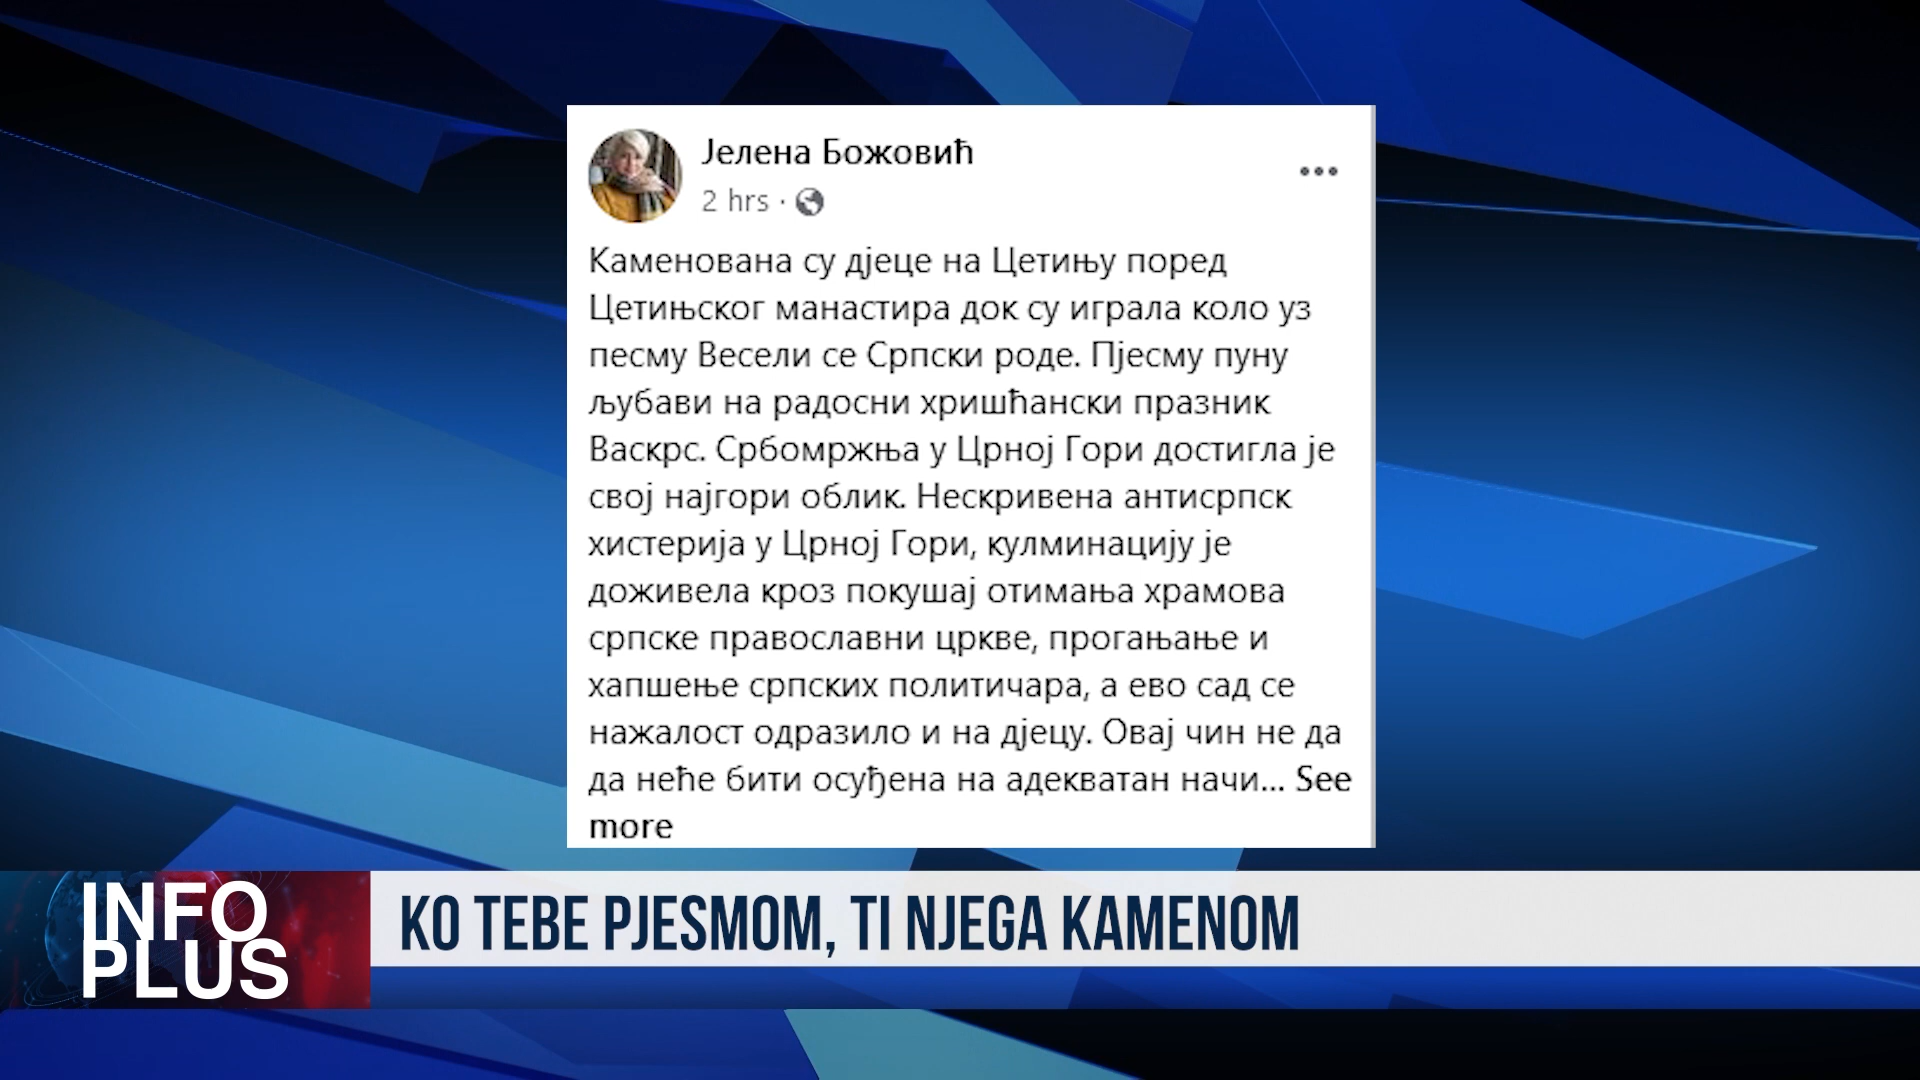 Јелена Божовић
2 hrs ·
Каменована су дјеце на Цетињу поред
Цетињског манастира док су играла коло уз
песму Весели се Српски роде. Пјесму пуну
љубави на радосни хришћански празник
Васкрс. Србомржња у Црној Гори достигла је
свој најгори облик. Нескривена антисрпск
хистерија у Црној Гори, кулминацију је
доживела кроз покушај отимања храмова
српске православни цркве, прогањање и
хапшење српских политичара, а ево сад се
нажалост одразило и на дјецу. Овај чин не да
да неће бити осуђена на адекватан начи... See
more
INFO
PLUS
KO TEBE PJESMOM, TI NJEGA KAMENOM